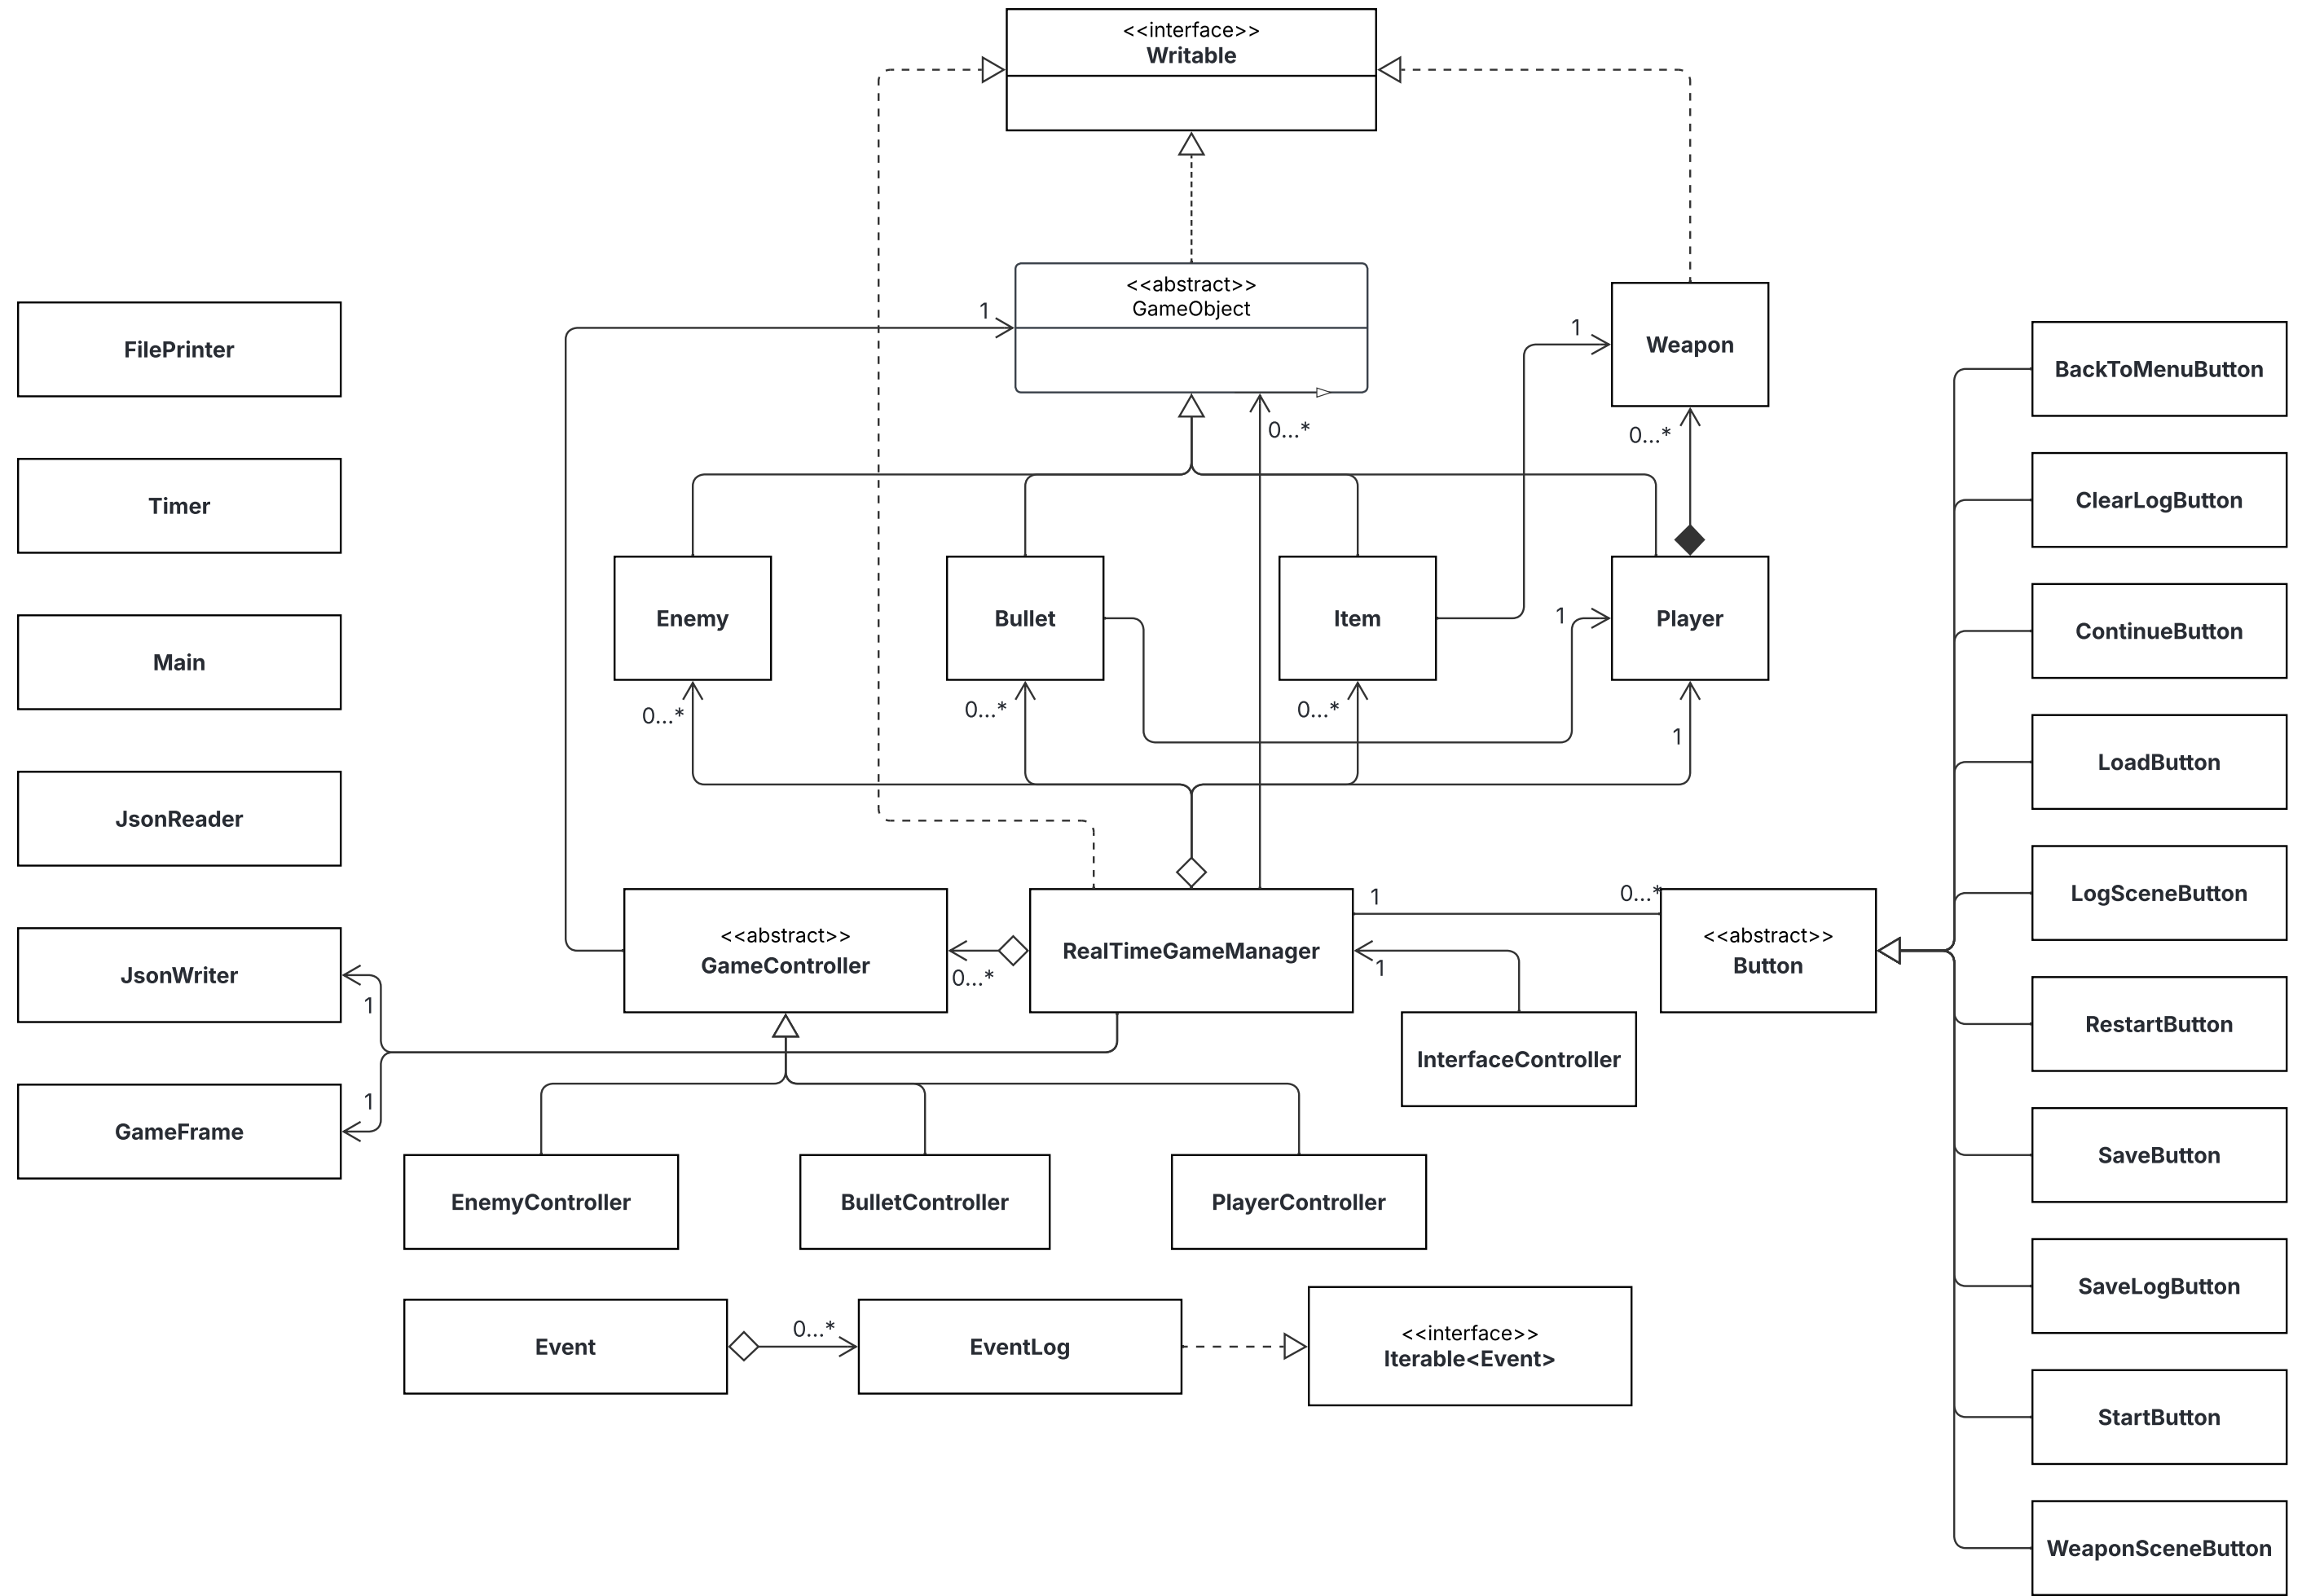 <<interface>>
Writable
<<abstract>>
GameObject
1
0...*
Weapon
1
0...*
FilePrinter
Timer
Main
JsonReader
JsonWriter
1
GameFrame
1
Enemy
0...*
Bullet
0...*
Item
0...*
Player
1
1
<<abstract>>
GameController
0...*
RealTimeGameManager
1
0...*
1
<<abstract>>
Button
InterfaceController
EnemyController
BulletController
PlayerController
Event
0...*
EventLog
<<interface>>
Iterable<Event>
BackToMenuButton
ClearLogButton
ContinueButton
LoadButton
LogSceneButton
RestartButton
SaveButton
SaveLogButton
StartButton
WeaponSceneButton